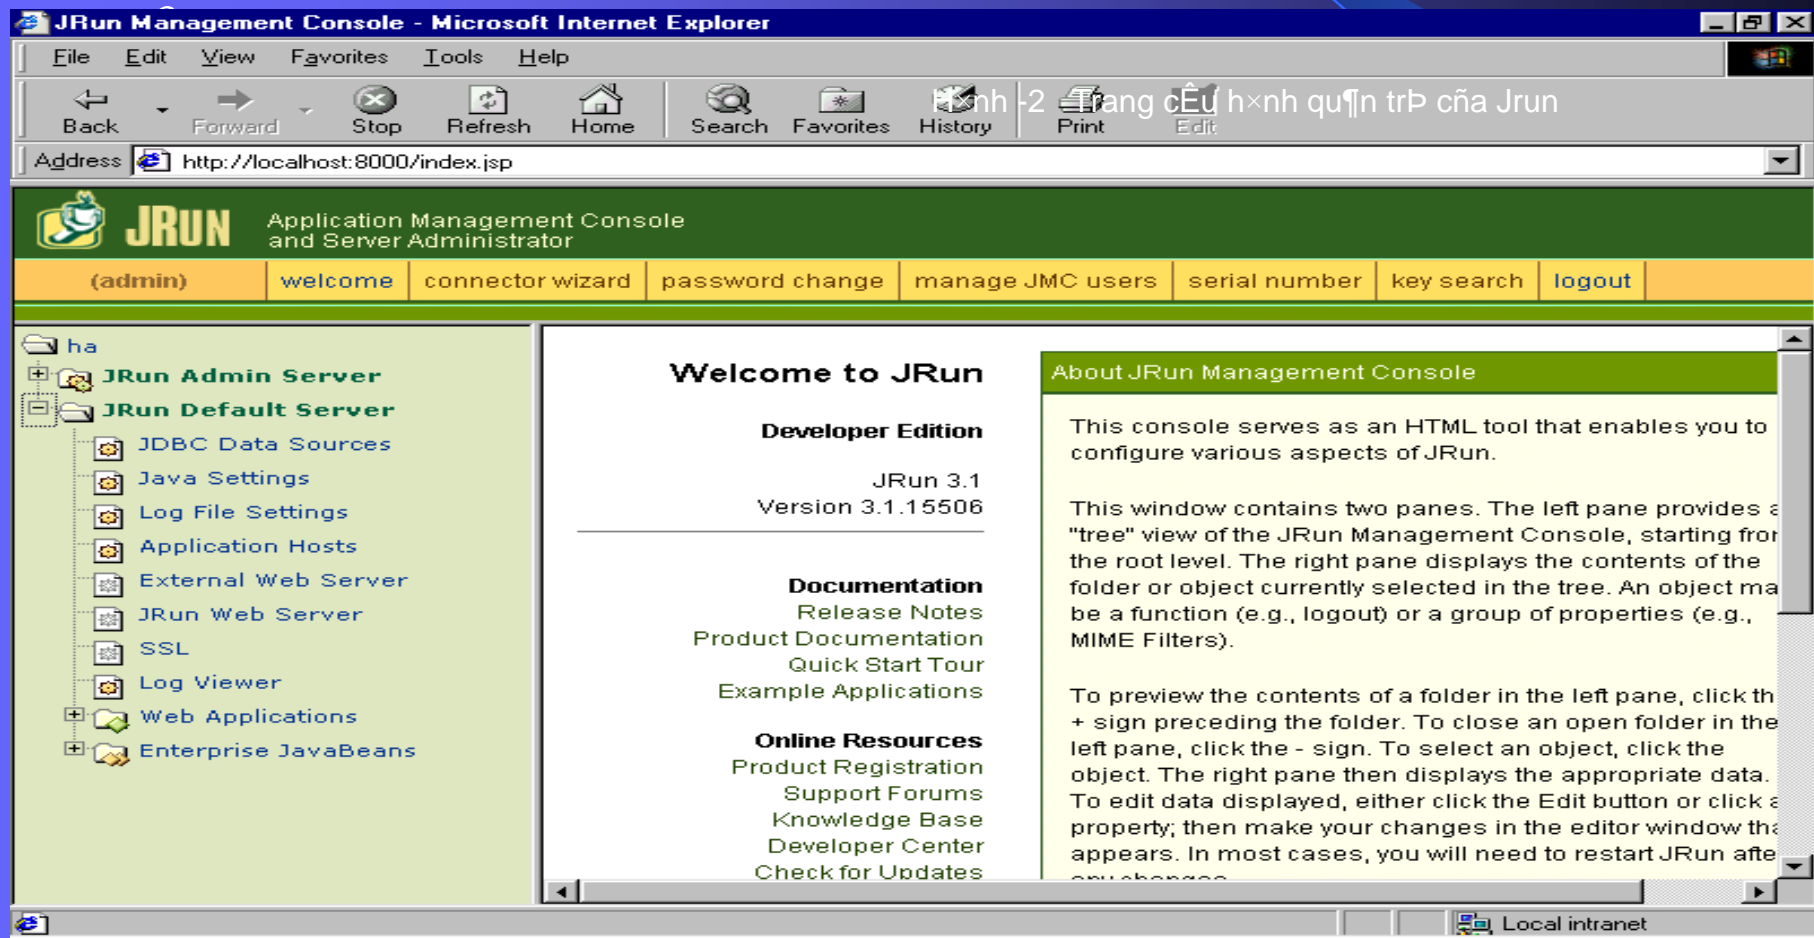 JRun Management Console - Microsoft Internet Explorer
File Edit View Favorites Tools Help
Back Forward Stop Refresh Home Search Favorites History Print Edit
H×nh -2 Trang cÊu h×nh qu¶n trÞ cña Jrun
Address http://localhost:8000/index.jsp
JRUN Application Management Console
and Server Administrator
(admin) welcome connector wizard password change manage JMC users serial number key search logout
ha
JRun Admin Server
JRun Default Server
JDBC Data Sources
Java Settings
Log File Settings
Application Hosts
External Web Server
JRun Web Server
SSL
Log Viewer
Web Applications
Enterprise JavaBeans
Welcome to JRun
Developer Edition
JRun 3.1
Version 3.1.15506
Documentation
Release Notes
Product Documentation
Quick Start Tour
Example Applications
Online Resources
Product Registration
Support Forums
Knowledge Base
Developer Center
Check for Updates
About JRun Management Console
This console serves as an HTML tool that enables you to
configure various aspects of JRun.
This window contains two panes. The left pane provides
"tree" view of the JRun Management Console, starting
the root level. The right pane displays the contents of the
folder or object currently selected in the tree. An object
be a function (e.g., logout) or a group of properties (e.g.,
MIME Filters).
To preview the contents of a folder in the left pane, click
+ sign preceding the folder. To close an open folder in the
left pane, click the - sign. To select an object, click the
object. The right pane then displays the appropriate data.
To edit data displayed, either click the Edit button or click
property; then make your changes in the editor window
appears. In most cases, you will need to restart JRun
Local intranet